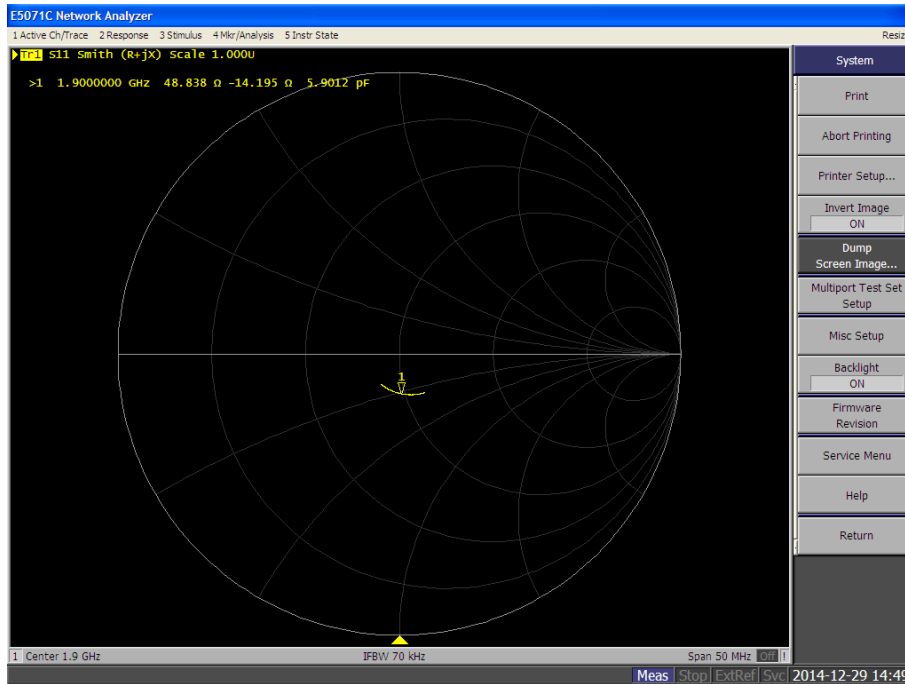 E5071C Network Analyzer
1 Active Ch/Trace 2 Response 3 Stimulus 4 Mkr/Analysis 5 Instr State
Resiz
Tr1 S11 Smith (R+jX) Scale 1.000U
>1 1.9000000 GHz 48.838 Ω -14.195 Ω 5.9012 pF
1
System
Print
Abort Printing
Printer Setup...
Invert Image
ON
Dump
Screen Image...
Multiport Test Set
Setup
Misc Setup
Backlight
ON
Firmware
Revision
Service Menu
Help
Return
1 Center 1.9 GHz
IFBW 70 kHz
Span 50 MHz Off !
Meas Stop ExtRef Svc 2014-12-29 14:49